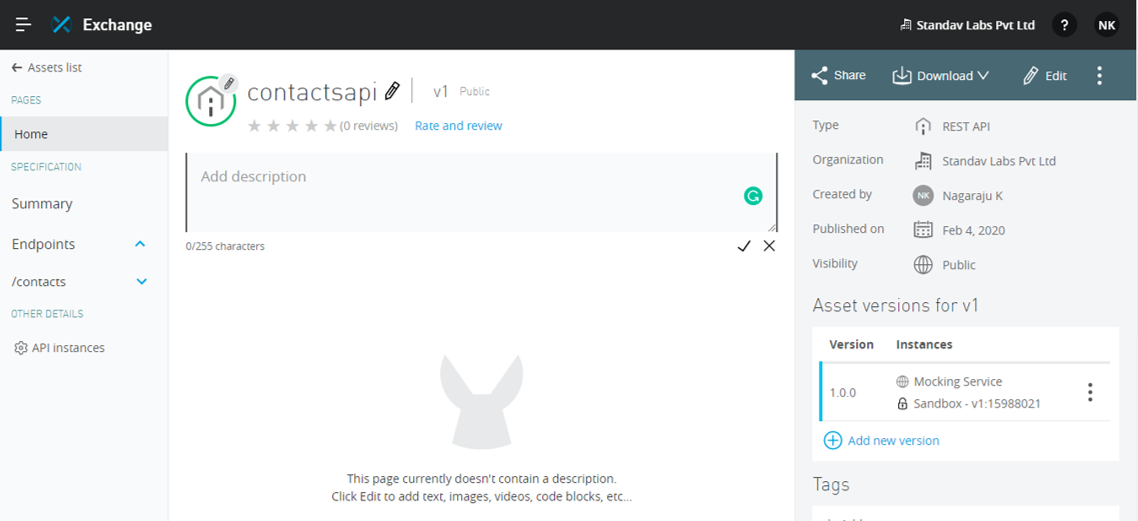 Exchange
Standav Labs Pvt Ltd
?
NK
Assets list
PAGES
Home
SPECIFICATION
Summary
Endpoints
/contacts
OTHER DETAILS
API instances
contactsapi
v1 Public
(0 reviews) Rate and review
Add description
0/255 characters
This page currently doesn't contain a description.
Click Edit to add text, images, videos, code blocks, etc...
Share Download Edit
Type REST API
Organization Standav Labs Pvt Ltd
Created by NK Nagaraju K
Published on Feb 4, 2020
Visibility Public
Asset versions for v1
Version Instances
1.0.0 Mocking Service
Sandbox - v1:15988021
Add new version
Tags